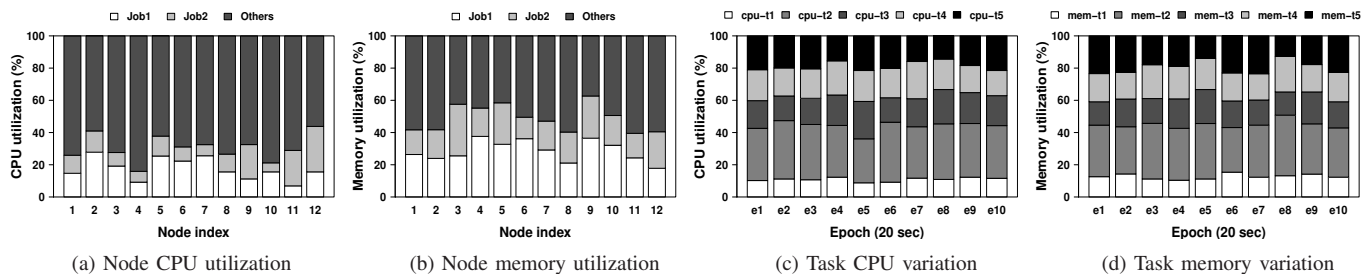 Job1 Job2 Others
CPU utilization (%)
100
80
60
40
20
0
1 2 3 4 5 6 7 8 9 10 11 12
Node index
(a) Node CPU utilization
Job1 Job2 Others
Memory utilization (%)
100
80
60
40
20
0
1 2 3 4 5 6 7 8 9 10 11 12
Node index
(b) Node memory utilization
cpu-t1 cpu-t2 cpu-t3 cpu-t4 cpu-t5
CPU utilization (%)
100
80
60
40
20
0
e1 e2 e3 e4 e5 e6 e7 e8 e9 e10
Epoch (20 sec)
(c) Task CPU variation
mem-t1 mem-t2 mem-t3 mem-t4 mem-t5
Memory utilization (%)
100
80
60
40
20
0
e1 e2 e3 e4 e5 e6 e7 e8 e9 e10
Epoch (20 sec)
(d) Task memory variation